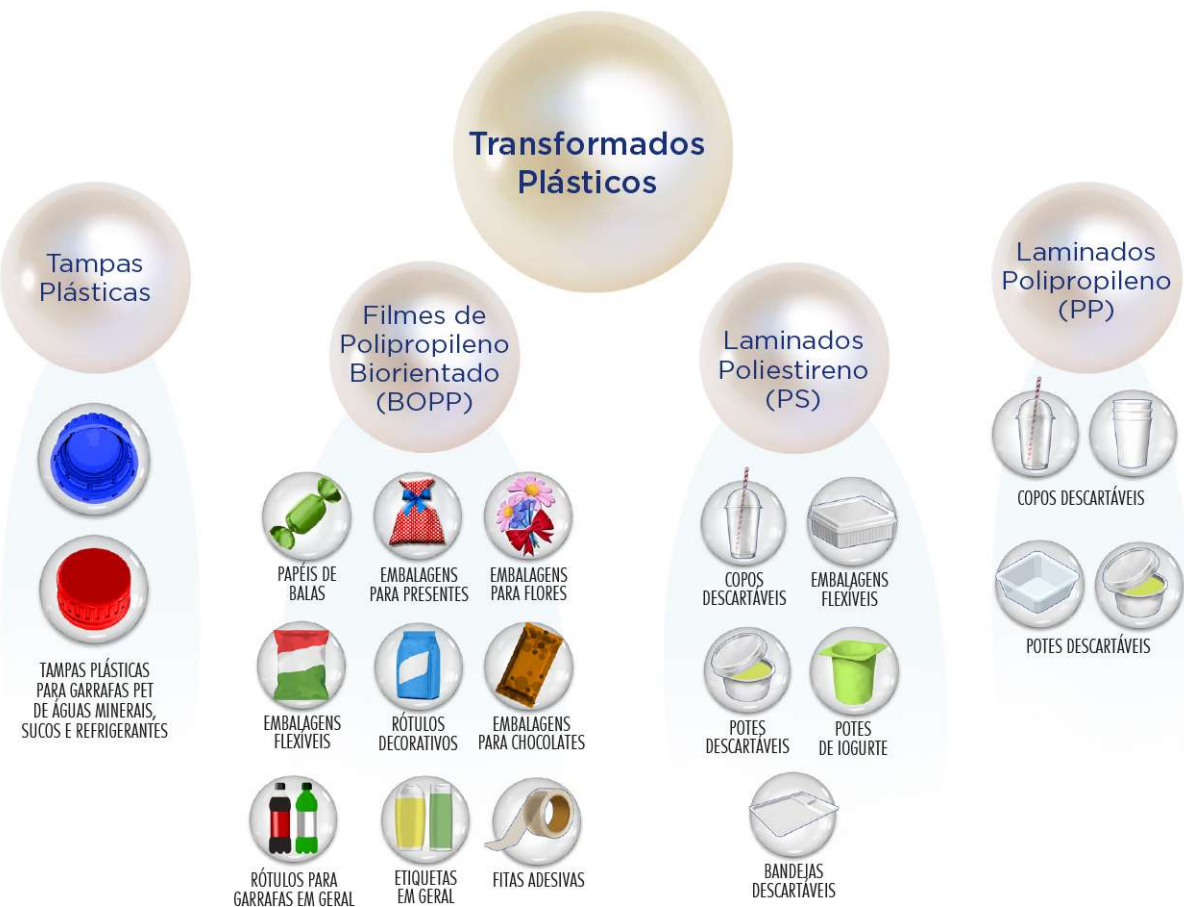 Transformados
Plásticos
Tampas
Plásticas
TAMPAS PLÁSTICAS
PARA GARRAFAS PET
DE ÁGUAS MINERAIS,
SUCOS E REFRIGERANTES
Filmes de
Polipropileno
Biorientado
(BOPP)
PAPÉIS DE
BALAS
EMBALAGENS
PARA PRESENTES
EMBALAGENS
PARA FLORES
EMBALAGENS
FLEXÍVEIS
RÓTULOS
DECORATIVOS
EMBALAGENS
PARA CHOCOLATES
RÓTULOS PARA
GARRAFAS EM GERAL
ETIQUETAS
EM GERAL
FITAS ADESIVAS
Laminados
Poliestireno
(PS)
COPOS
DESCARTÁVEIS
EMBALAGENS
FLEXÍVEIS
POTES
DESCARTÁVEIS
POTES
DE IOGURTE
BANDEJAS
DESCARTÁVEIS
Laminados
Polipropileno
(PP)
COPOS DESCARTÁVEIS
POTES DESCARTÁVEIS